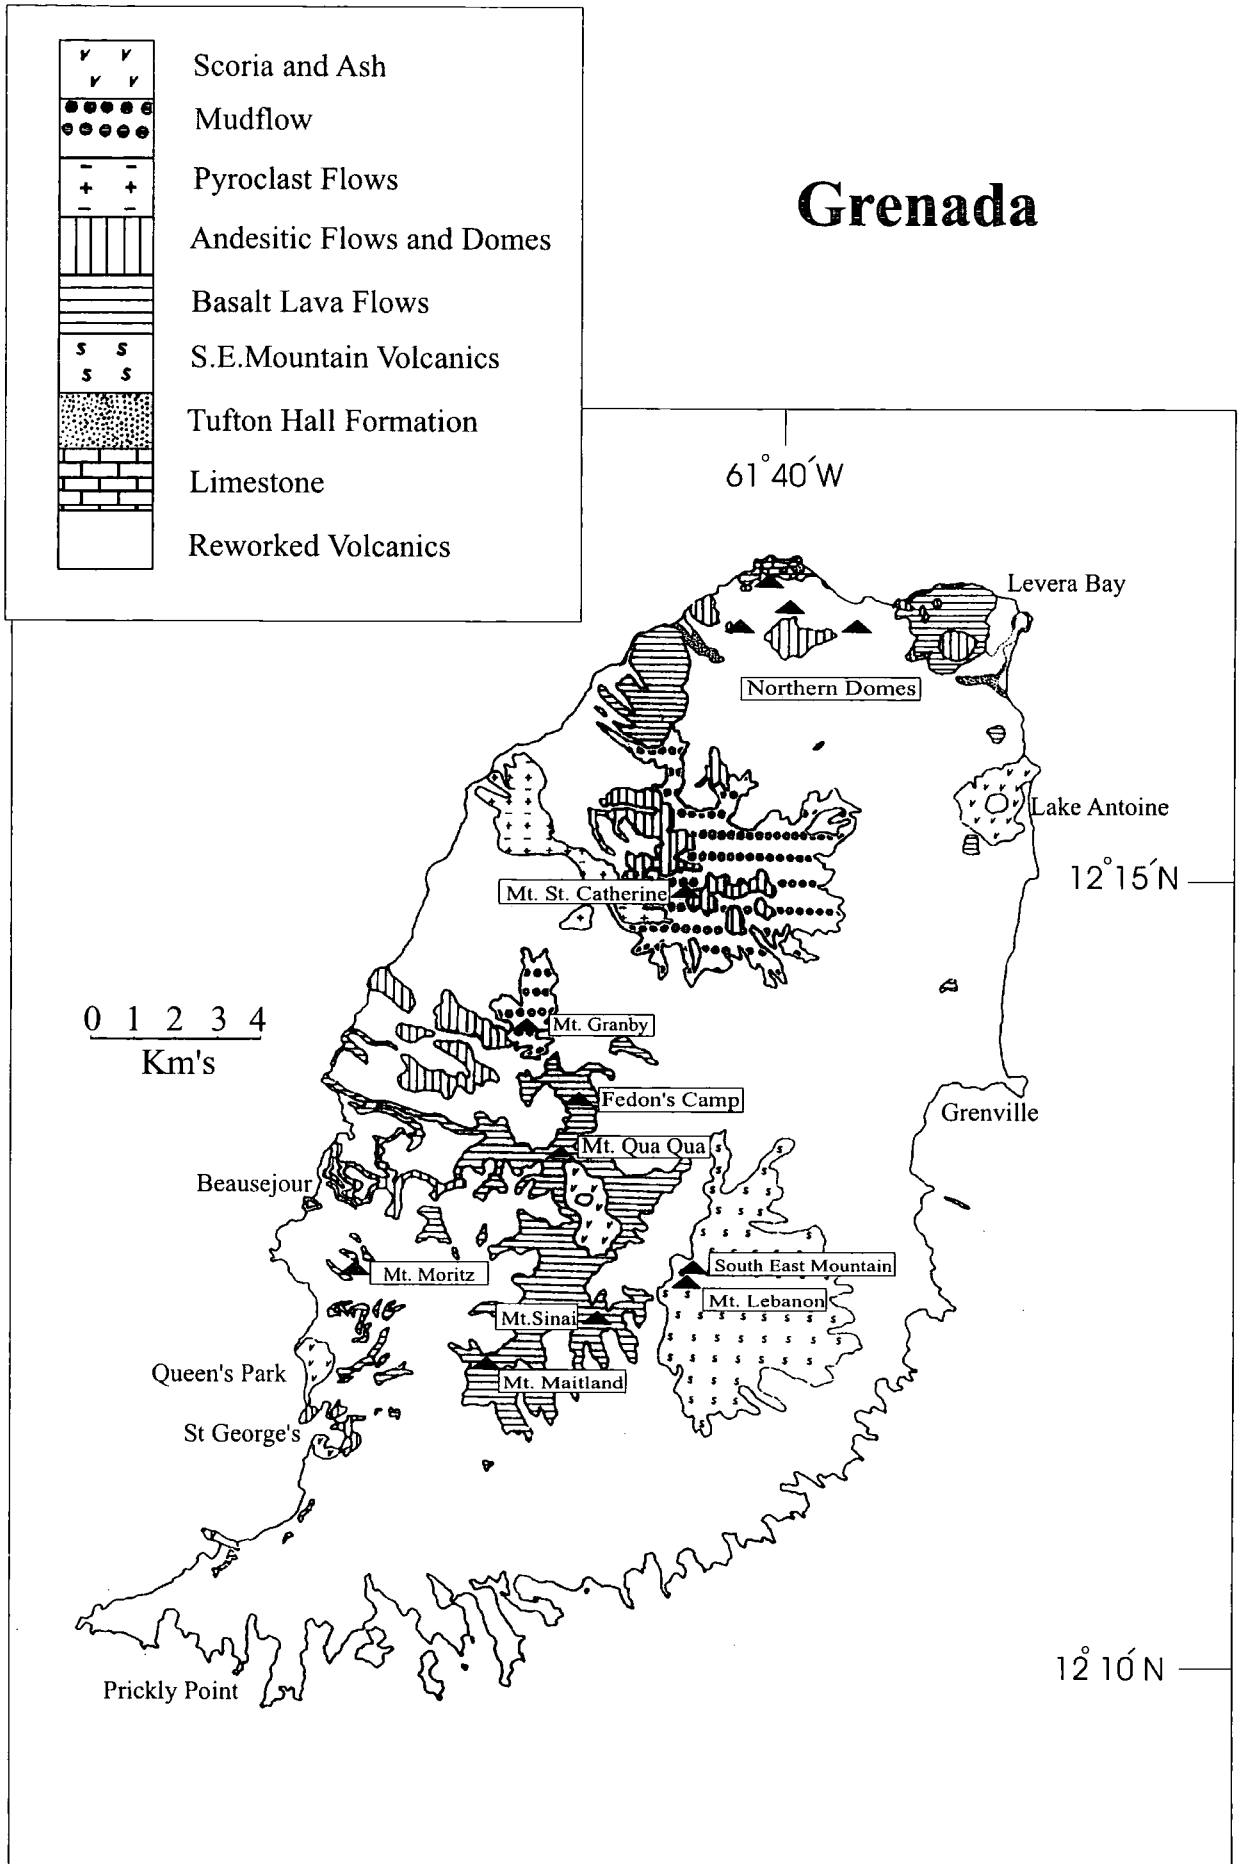 Scoria and Ash
Mudflow
Pyroclast Flows
Andesitic Flows and Domes
Basalt Lava Flows
S.E.Mountain Volcanics
Tufton Hall Formation
Limestone
Reworked Volcanics
Grenada
61°40´W
Levera Bay
Northern Domes
Lake Antoine
12°15´N
Mt. St. Catherine
0 1 2 3 4
Km's
Mt. Granby
Fedon's Camp
Grenville
Mt. Qua Qua
Beausejour
South East Mountain
Mt. Moritz
Mt. Lebanon
Mt.Sinai
Queen's Park
Mt. Maitland
St George's
12°10´N
Prickly Point